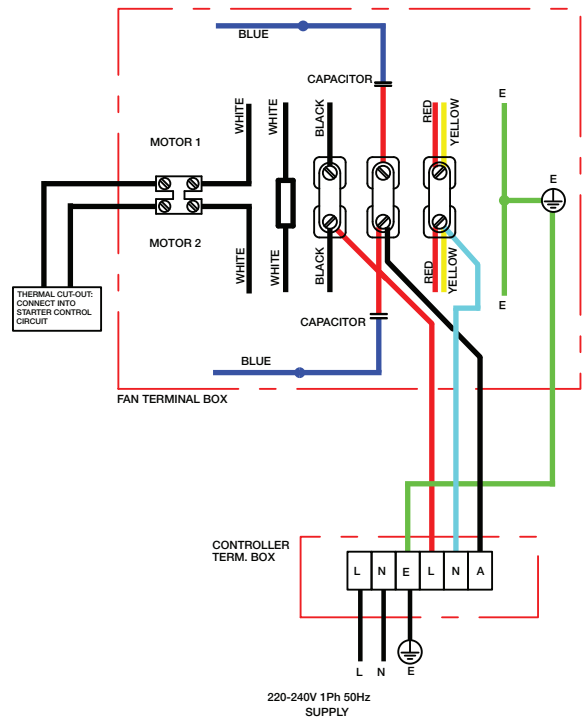 BLUE
CAPACITOR
WHITE
WHITE
BLACK
RED
YELLOW
E
MOTOR 1
E
MOTOR 2
WHITE
WHITE
BLACK
RED
YELLOW
E
THERMAL CUT-OUT:
CONNECT INTO
STARTER CONTROL
CIRCUIT
CAPACITOR
BLUE
FAN TERMINAL BOX
CONTROLLER
TERM. BOX
L N E L N A
L N E
220-240V 1Ph 50Hz
SUPPLY